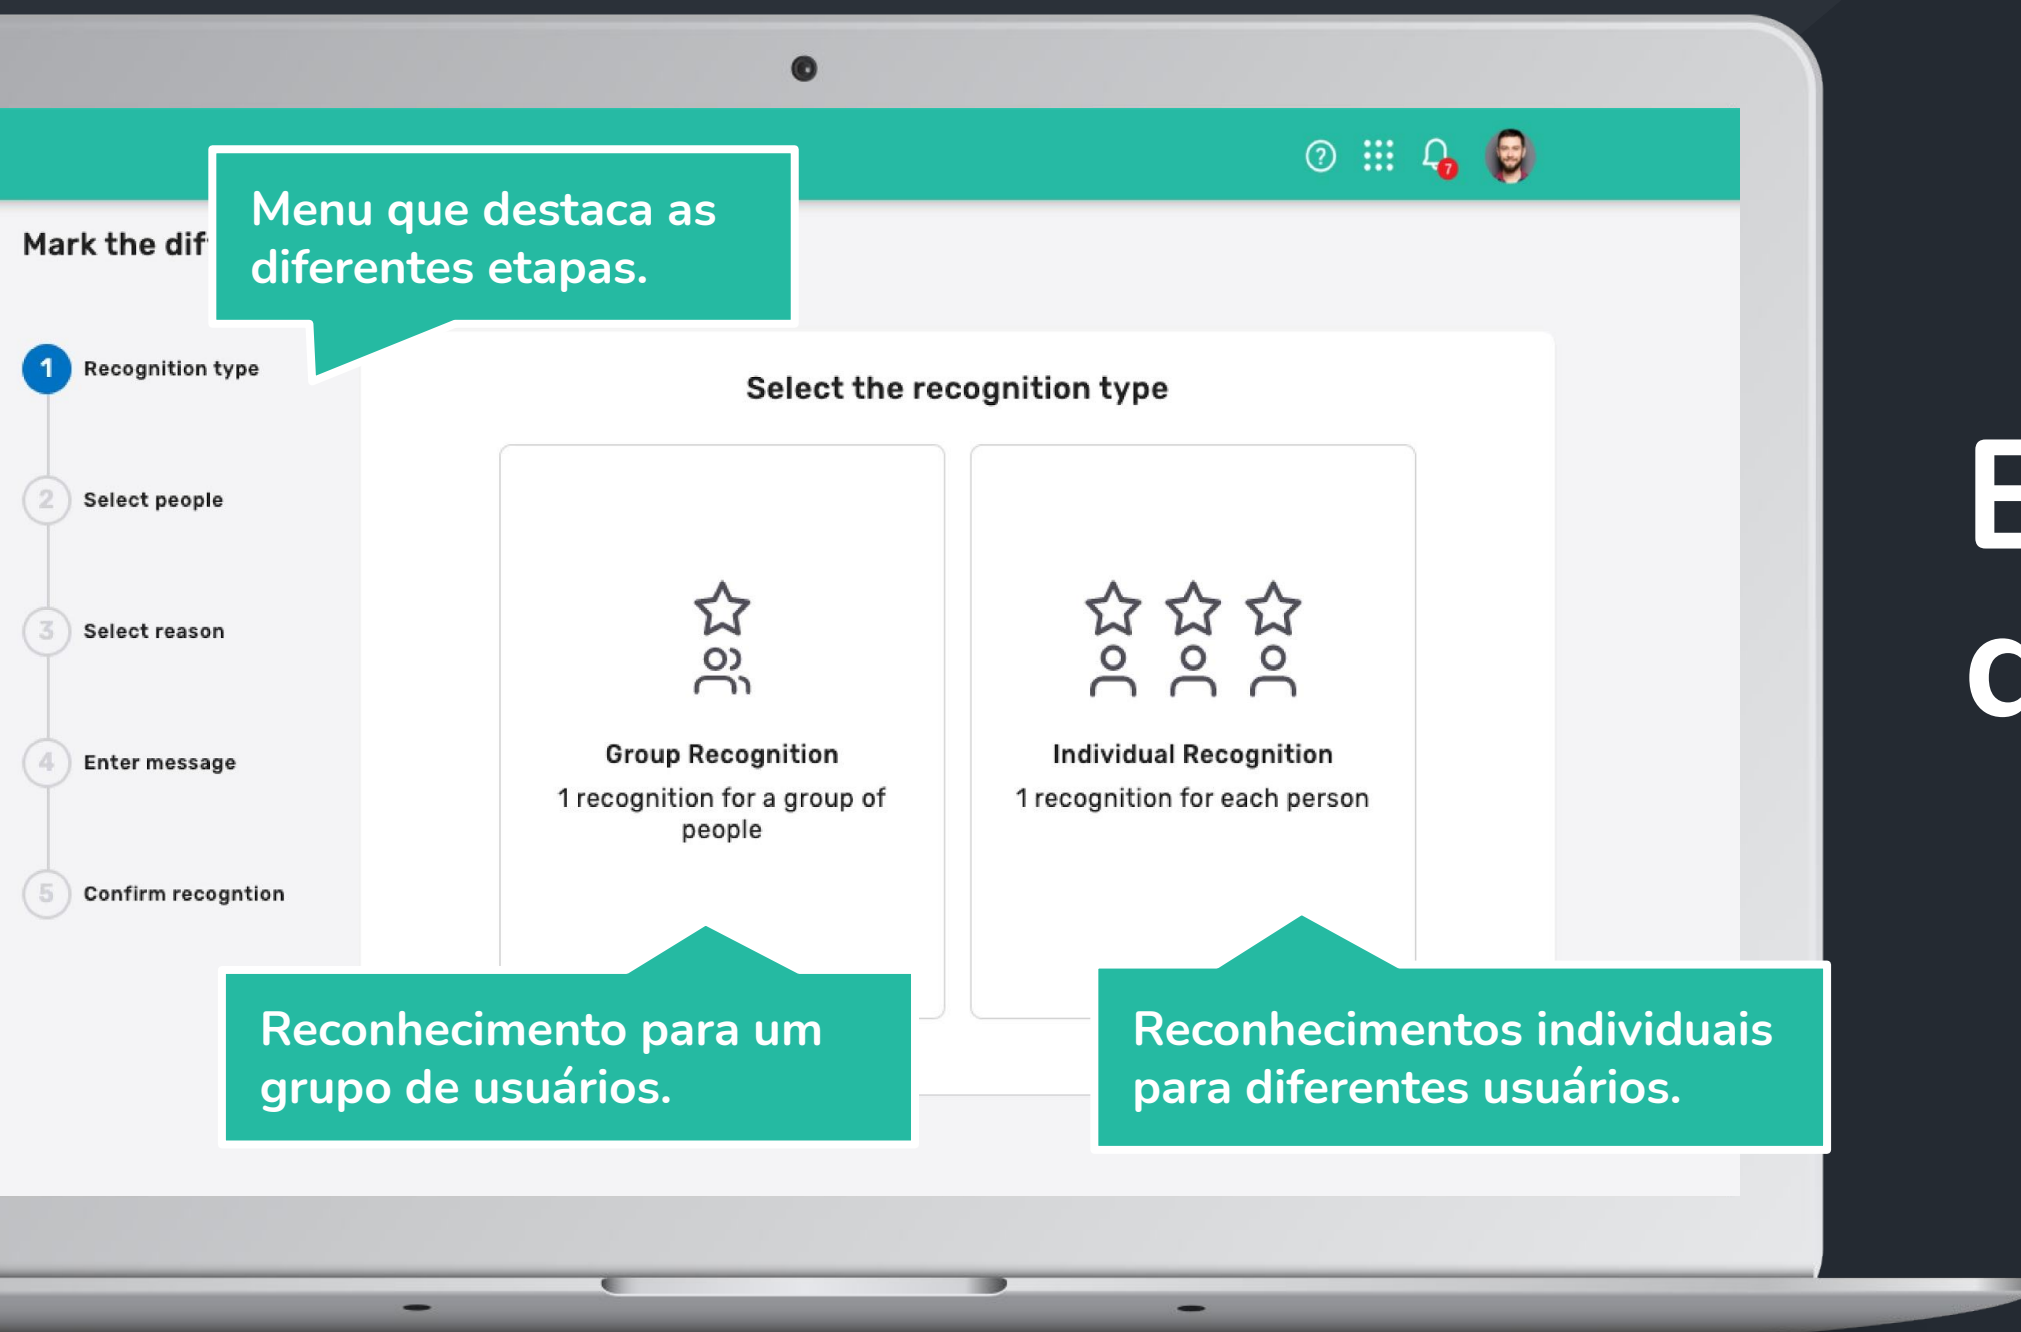 ?
7
Menu que destaca as
diferentes etapas.
Mark the dif
1 Recognition type
2 Select people
3 Select reason
4 Enter message
5 Confirm recogntion
Select the recognition type
Group Recognition
1 recognition for a group of
people
Individual Recognition
1 recognition for each person
Reconhecimento para um
grupo de usuários.
Reconhecimentos individuais
para diferentes usuários.
E